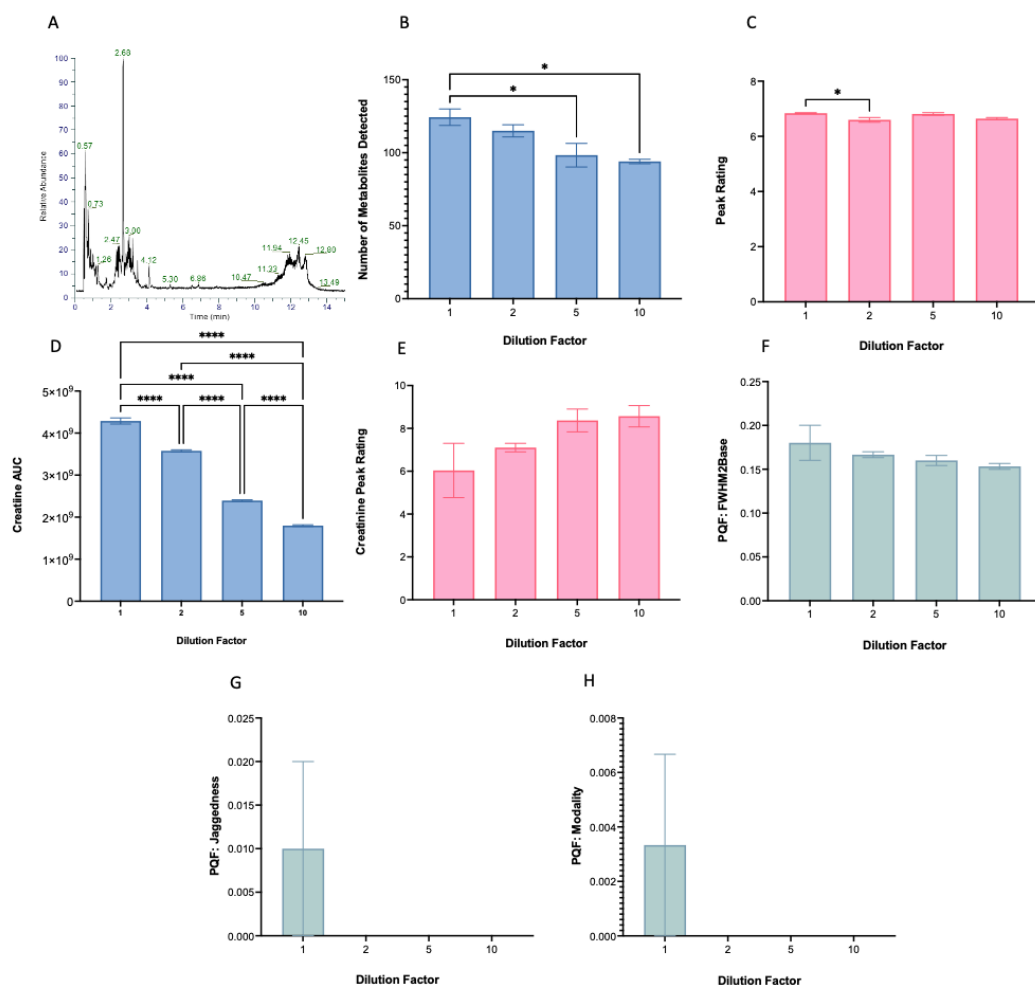 A
Relative Abundance
100
90
80
70
60
50
40
30
20
10
0
2.68
0.57
0.73
1.26
2.47
3.00
4.12
5.30
6.86
10.47
11.33
11.94
12.45
12.80
13.49
0 2 4 6 8 10 12 14
Time (min)
B
Number of Metabolites Detected
150
100
50
0
*
*
1 2 5 10
Dilution Factor
C
Peak Rating
8
6
4
2
0
*
1 2 5 10
Dilution Factor
D
Creatiine AUC
5×10⁹
4×10⁹
3×10⁹
2×10⁹
1×10⁹
0
****
****
****
**** **** ****
1 2 5 10
Dilution Factor
E
Creatinine Peak Rating
10
8
6
4
2
0
1 2 5 10
Dilution Factor
F
PQF: FWHM2Base
0.20
0.15
0.10
0.05
0.00
1 2 5 10
Dilution Factor
G
PQF: Jaggedness
0.025
0.020
0.015
0.010
0.005
0.000
1 2 5 10
Dilution Factor
H
PQF: Modality
0.008
0.006
0.004
0.002
0.000
1 2 5 10
Dilution Factor